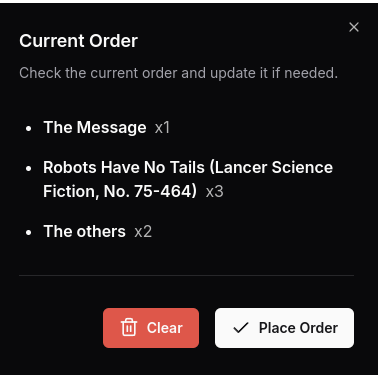 Current Order
Check the current order and update it if needed.
The Message x1
Robots Have No Tails (Lancer Science
Fiction, No. 75-464) x3
The others x2
Clear
Place Order